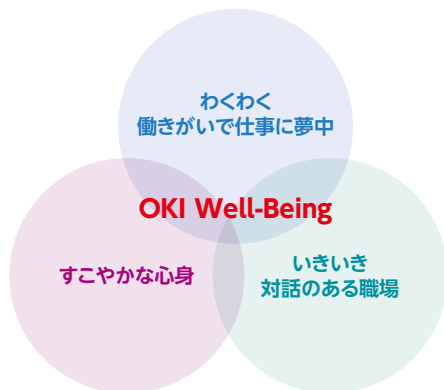 わくわく
働きがいで仕事に夢中
OKI Well-Being
すこやかな心身
いきいき
対話のある職場